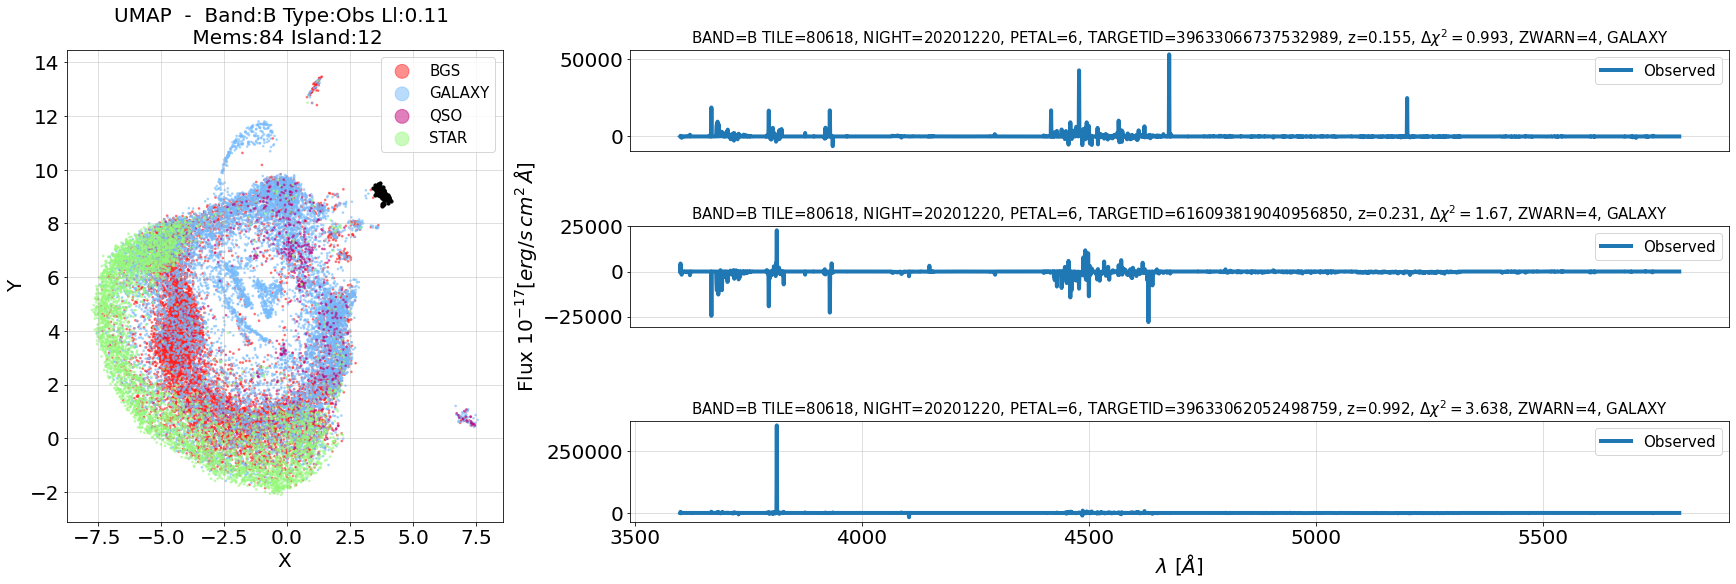 UMAP - Band:B Type:Obs Ll:0.11
Mems:84 Island:12
14
12
10
8
6
4
2
0
−2
Y
−7.5 −5.0 −2.5 0.0 2.5 5.0 7.5
X
BGS
GALAXY
QSO
STAR
Flux 10^{-17}[erg/s cm^2 Å]
BAND=B TILE=80618, NIGHT=20201220, PETAL=6, TARGETID=39633066737532989, z=0.155, Δχ²=0.993, ZWARN=4, GALAXY
50000
0
Observed
BAND=B TILE=80618, NIGHT=20201220, PETAL=6, TARGETID=616093819040956850, z=0.231, Δχ²=1.67, ZWARN=4, GALAXY
25000
0
−25000
Observed
BAND=B TILE=80618, NIGHT=20201220, PETAL=6, TARGETID=39633062052498759, z=0.992, Δχ²=3.638, ZWARN=4, GALAXY
250000
0
Observed
3500 4000 4500 5000 5500
λ [Å]